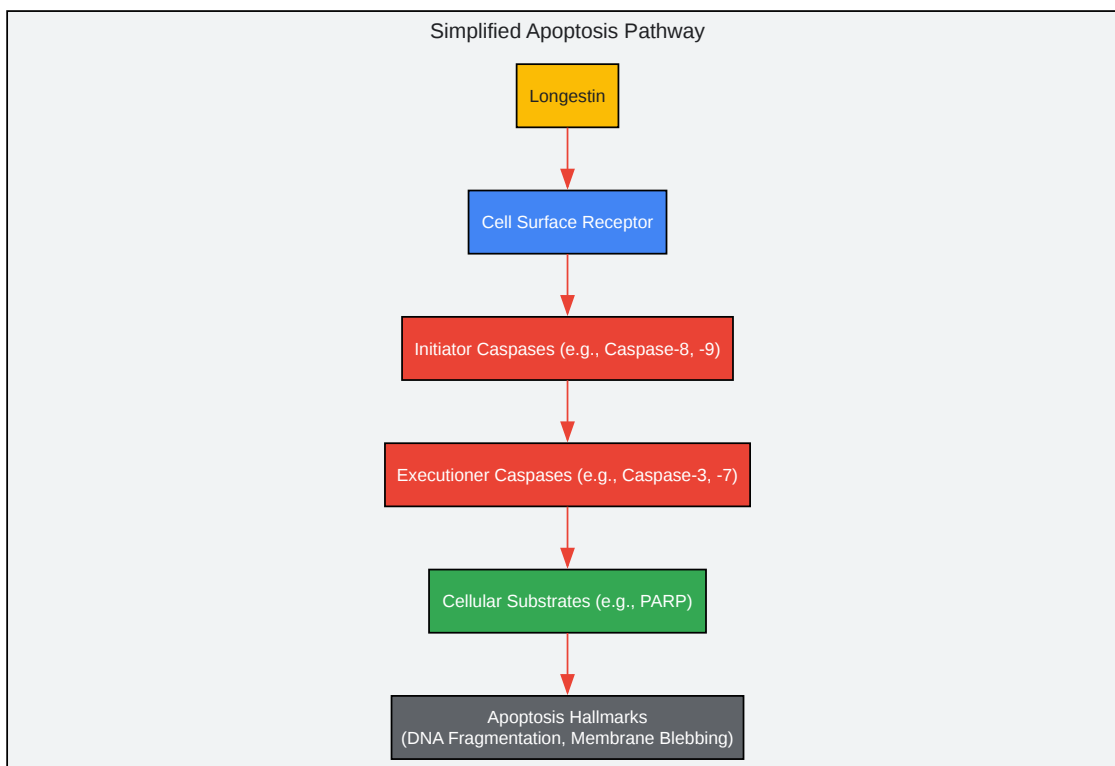 Simplified Apoptosis Pathway
Longestin
Cell Surface Receptor
Initiator Caspases (e.g., Caspase-8, -9)
Executioner Caspases (e.g., Caspase-3, -7)
Cellular Substrates (e.g., PARP)
Apoptosis Hallmarks
(DNA Fragmentation, Membrane Blebbing)